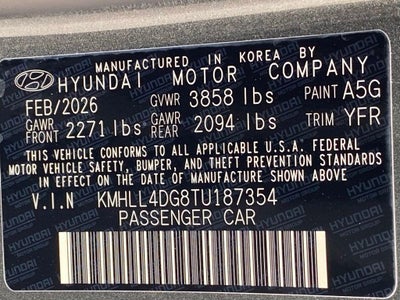 MANUFACTURED IN KOREA BY
HYUNDAI MOTOR COMPANY
FEB/2026 GVWR 3858 lbs PAINT A5G
GAWR FRONT 2271 lbs GAWR REAR 2094 lbs TRIM YFR
THIS VEHICLE CONFORMS TO ALL APPLICABLE U.S.A. FEDERAL
MOTOR VEHICLE SAFETY, BUMPER, AND THEFT PREVENTION STANDARDS
IN EFFECT ON THE DATE OF MANUFACTURE SHOWN ABOVE.
V.I.N KMHLL4DG8TU187354
PASSENGER CAR